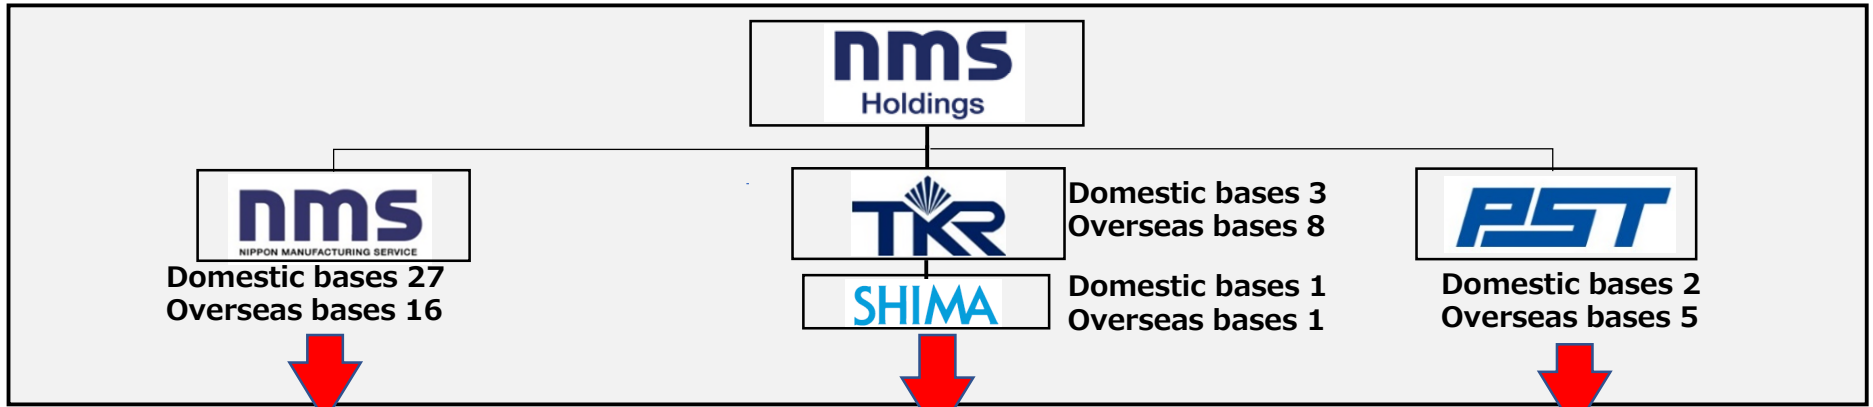 nms
Holdings
nms
NIPPON MANUFACTURING SERVICE
Domestic bases 27
Overseas bases 16
TKR
Domestic bases 3
Overseas bases 8
SHIMA
Domestic bases 1
Overseas bases 1
PST
Domestic bases 2
Overseas bases 5